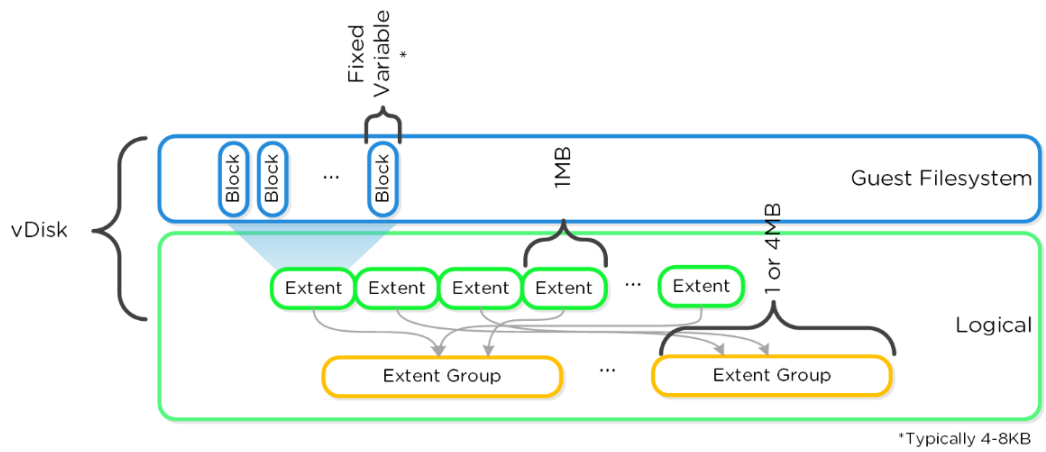 Fixed
Variable
*
Block
Block
...
Block
1MB
Guest Filesystem
vDisk
1 or 4MB
Extent
Extent
Extent
Extent
...
Extent
Logical
Extent Group
...
Extent Group
*Typically 4-8KB